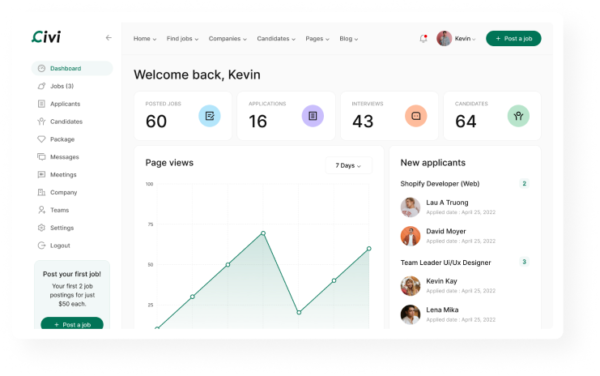 Civi
Home Find jobs Companies Candidates Pages Blog Kevin + Post a job
Dashboard
Jobs (3)
Applicants
Candidates
Package
Messages
Meetings
Company
Teams
Settings
Logout
Post your first job!
Your first 2 job
postings for just
$50 each.
+ Post a job
Welcome back, Kevin
POSTED JOBS
60
APPLICATIONS
16
INTERVIEWS
43
CANDIDATES
64
Page views
7 Days
100
75
50
25
New applicants
Shopify Developer (Web) 2
Lau A Truong
Applied date : April 25, 2022
David Moyer
Applied date : April 25, 2022
Team Leader UI/Ux Designer 3
Kevin Kay
Applied date : April 25, 2022
Lena Mika
Applied date : April 25, 2022